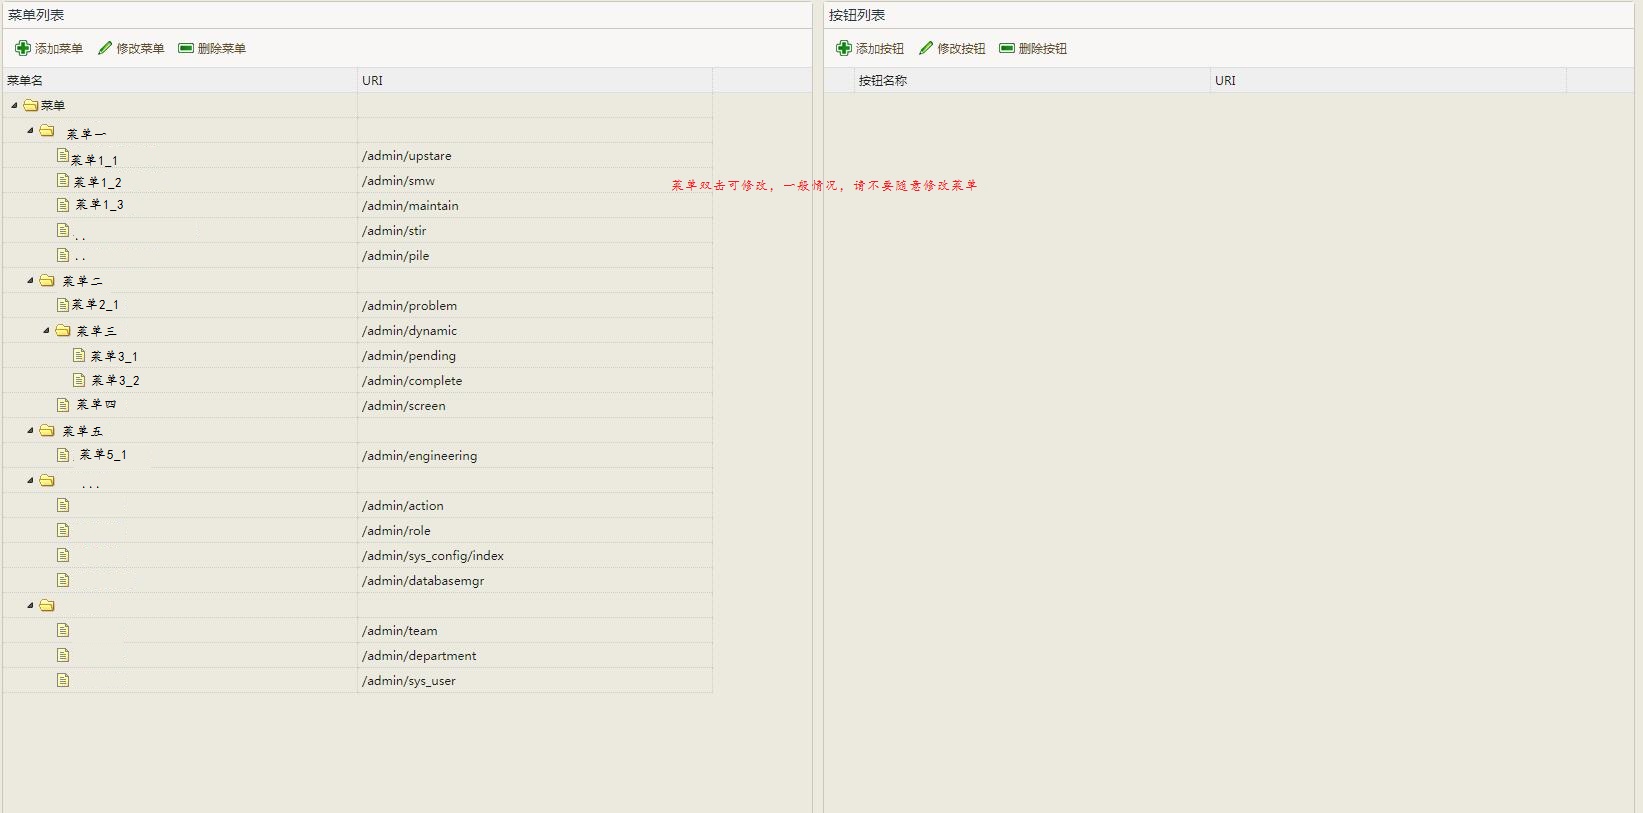 菜单列表
添加菜单 修改菜单 删除菜单
菜单名 URI
菜单
菜单一
菜单1_1 /admin/upstare
菜单1_2 /admin/smw
菜单1_3 /admin/maintain
.. /admin/stir
.. /admin/pile
菜单二
菜单2_1 /admin/problem
菜单三 /admin/dynamic
菜单3_1 /admin/pending
菜单3_2 /admin/complete
菜单四 /admin/screen
菜单五
菜单5_1 /admin/engineering
...
/admin/action
/admin/role
/admin/sys_config/index
/admin/databasemgr
/admin/team
/admin/department
/admin/sys_user
菜单双击可修改，一般情况，请不要随意修改菜单
按钮列表
添加按钮 修改按钮 删除按钮
按钮名称 URI